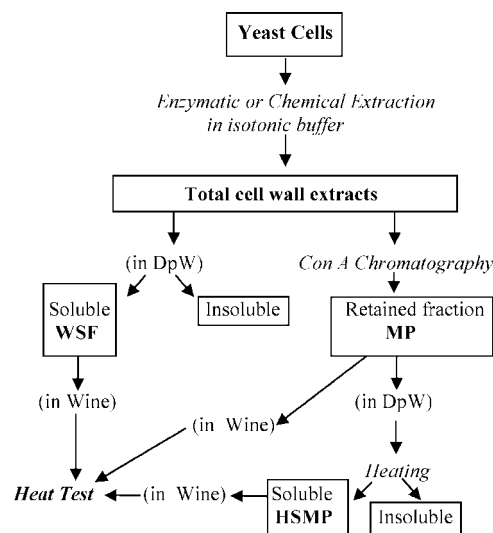 Yeast Cells
Enzymatic or Chemical Extraction
in isotonic buffer
Total cell wall extracts
(in DpW)
Con A Chromatography
Soluble
WSF
Insoluble
Retained fraction
MP
(in Wine)
(in DpW)
(in Wine)
Heating
Heat Test
(in Wine)
Soluble
HSMP
Insoluble